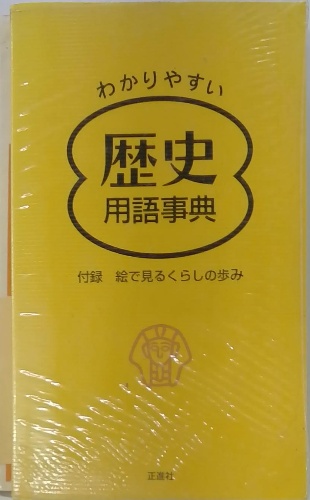 わかりやすい
歴史
用語事典
付録　絵で見るくらしの歩み
正進社